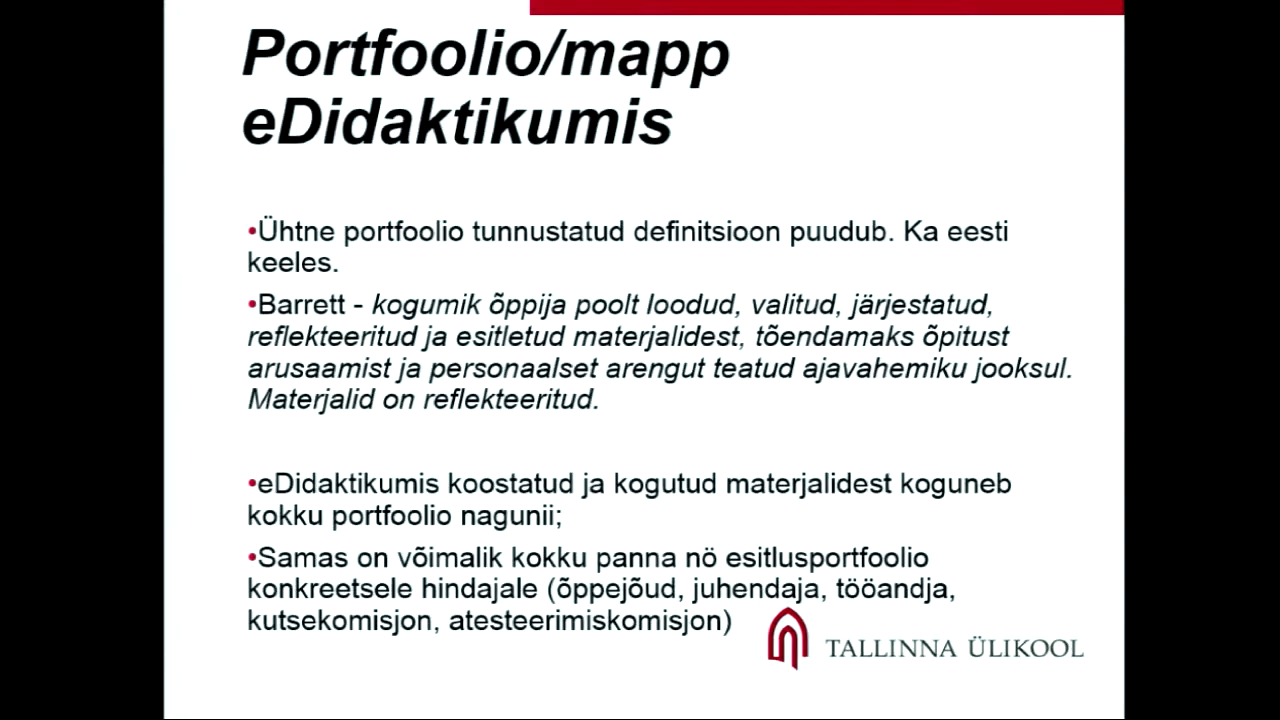 Portfoolio/mapp
eDidaktikumis
•Ühtne portfoolio tunnustatud definitsioon puudub. Ka eesti
keeles.
•Barrett - kogumik õppija poolt loodud, valitud, järjestatud,
reflekteeritud ja esitletud materjalidest, tõendamaks õpitust
arusaamist ja personaalset arengut teatud ajavahemiku jooksul.
Materjalid on reflekteeritud.
•eDidaktikumis koostatud ja kogutud materjalidest koguneb
kokku portfoolio nagunii;
•Samas on võimalik kokku panna nö esitlusportfoolio
konkreetsele hindajale (õppejõud, juhendaja, tööandja,
kutsekomisjon, atesteerimiskomisjon)
TALLINNA ÜLIKOOL